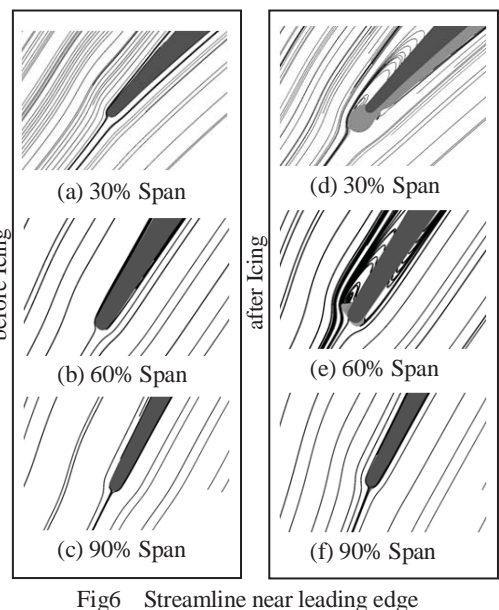 before Icing
(a) 30% Span
(b) 60% Span
(c) 90% Span
after Icing
(d) 30% Span
(e) 60% Span
(f) 90% Span
Fig6 Streamline near leading edge